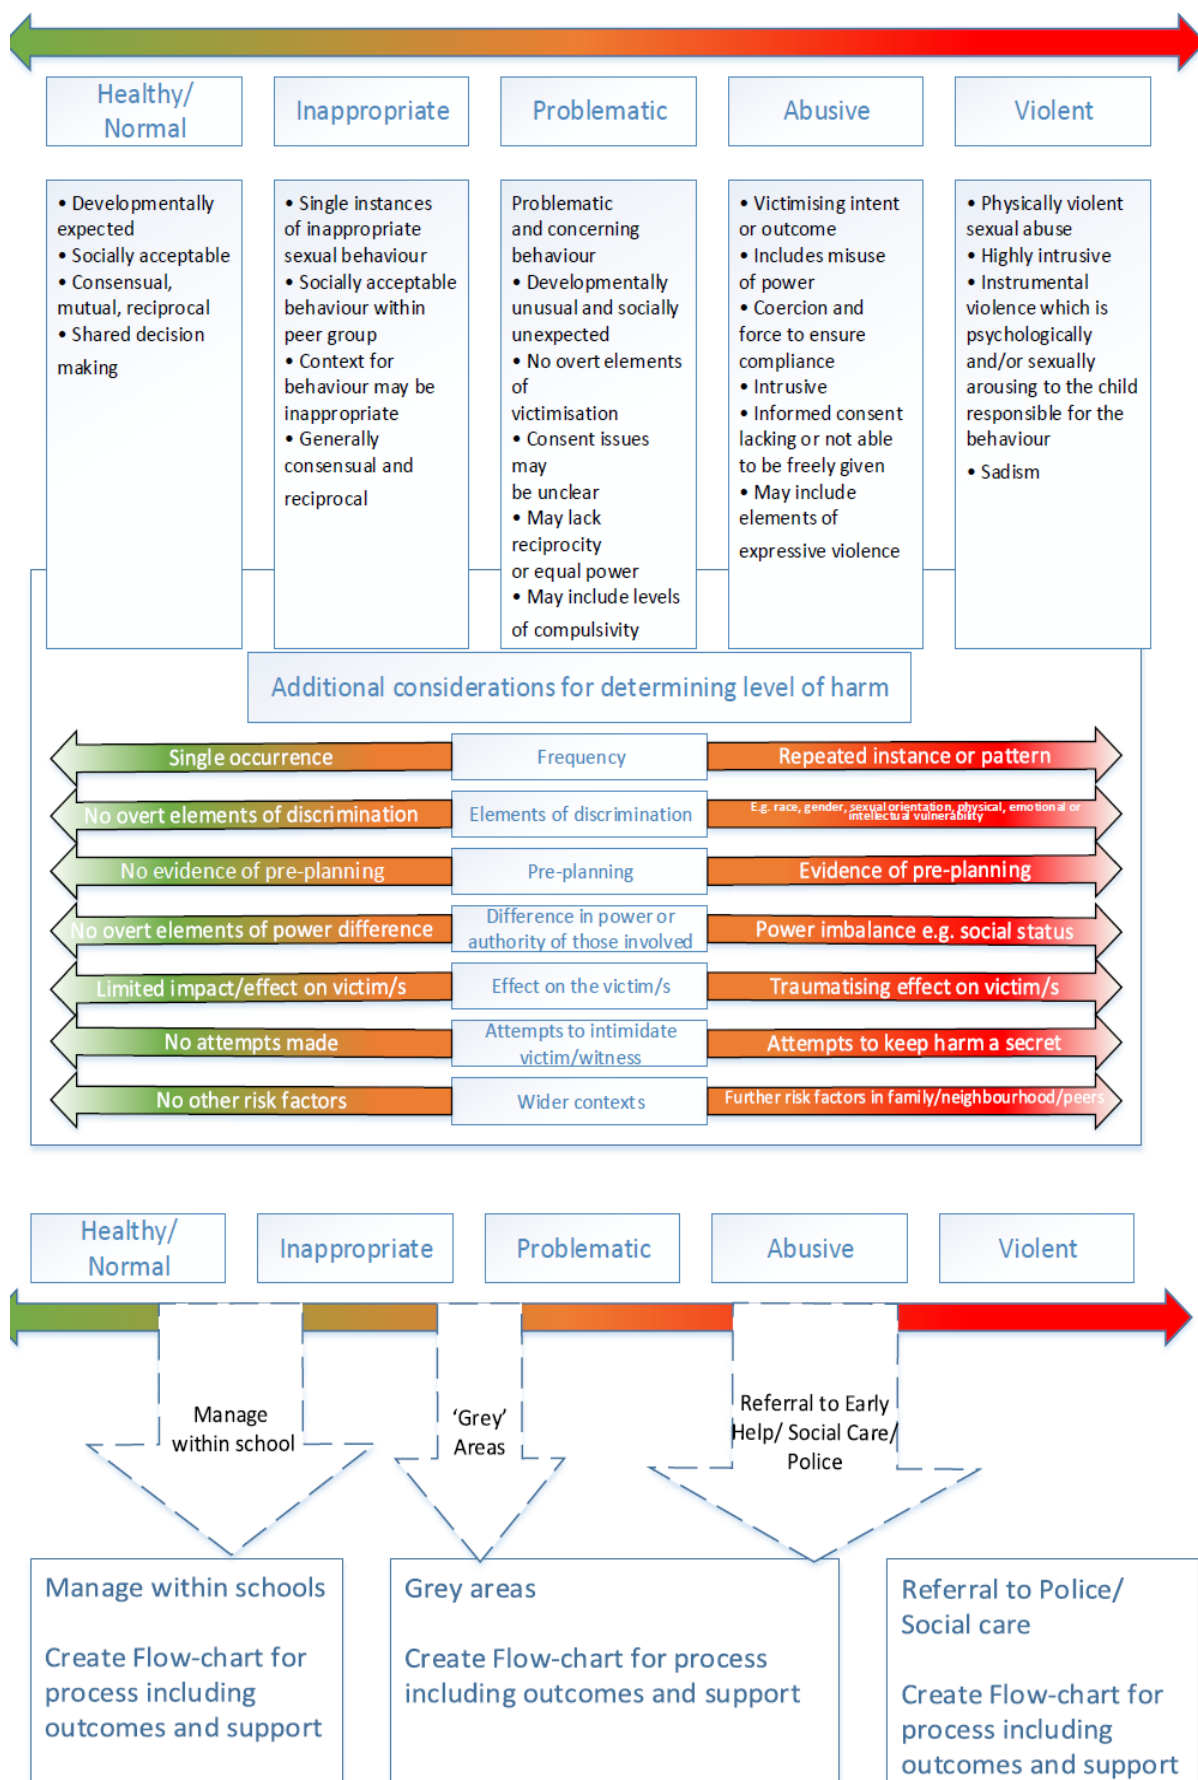 Healthy/
Normal
Inappropriate
Problematic
Abusive
Violent
• Developmentally
expected
• Socially acceptable
• Consensual,
mutual, reciprocal
• Shared decision
making
• Single instances
of inappropriate
sexual behaviour
• Socially acceptable
behaviour within
peer group
• Context for
behaviour may be
inappropriate
• Generally
consensual and
reciprocal
Problematic
and concerning
behaviour
• Developmentally
unusual and socially
unexpected
• No overt elements
of
victimisation
• Consent issues
may
be unclear
• May lack
reciprocity
or equal power
• May include levels
of compulsivity
• Victimising intent
or outcome
• Includes misuse
of power
• Coercion and
force to ensure
compliance
• Intrusive
• Informed consent
lacking or not able
to be freely given
• May include
elements of
expressive violence
• Physically violent
sexual abuse
• Highly intrusive
• Instrumental
violence which is
psychologically
and/or sexually
arousing to the child
responsible for the
behaviour
• Sadism
Additional considerations for determining level of harm
Single occurrence
Frequency
Repeated instance or pattern
No overt elements of discrimination
Elements of discrimination
E.g. race, gender, sexual orientation, physical, emotional or
intellectual vulnerability
No evidence of pre-planning
Pre-planning
Evidence of pre-planning
No overt elements of power difference
Difference in power or
authority of those involved
Power imbalance e.g. social status
Limited impact/effect on victim/s
Effect on the victim/s
Traumatising effect on victim/s
No attempts made
Attempts to intimidate
victim/witness
Attempts to keep harm a secret
No other risk factors
Wider contexts
Further risk factors in family/neighbourhood/peers
Healthy/
Normal
Inappropriate
Problematic
Abusive
Violent
Manage
within school
‘Grey’
Areas
Referral to Early
Help/ Social Care/
Police
Manage within schools
Create Flow-chart for
process including
outcomes and support
Grey areas
Create Flow-chart for process
including outcomes and support
Referral to Police/
Social care
Create Flow-chart for
process including
outcomes and support